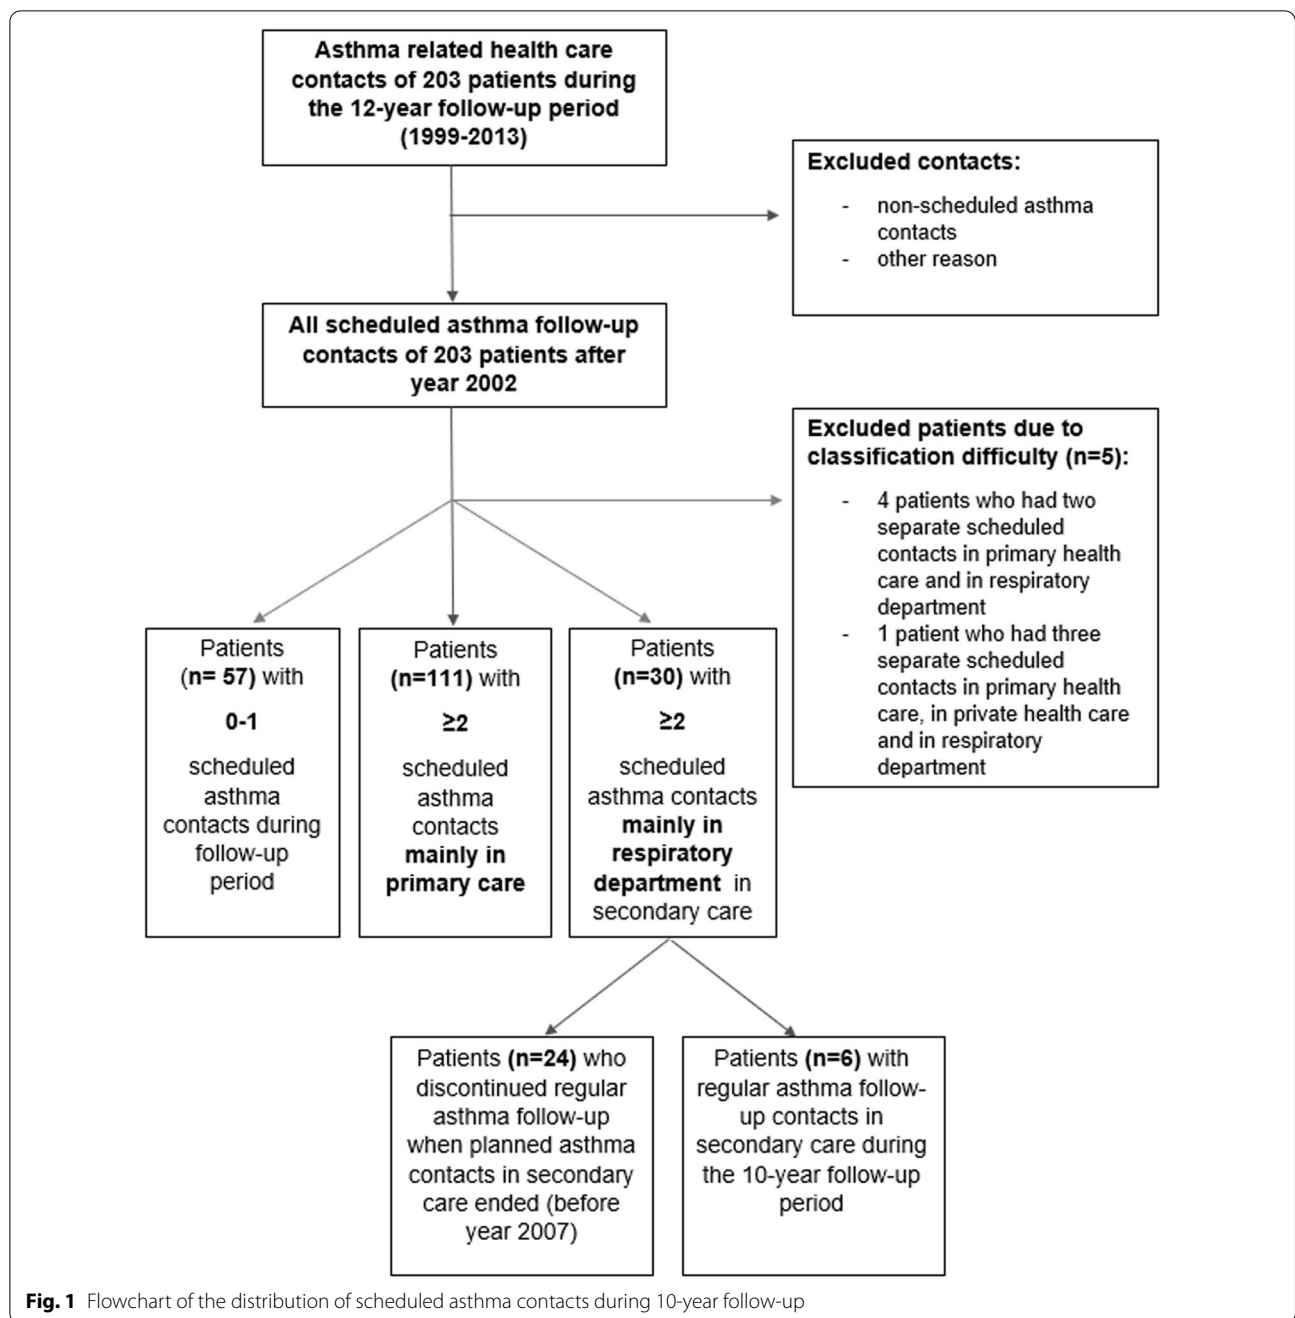 Asthma related health care
contacts of 203 patients during
the 12-year follow-up period
(1999-2013)
Excluded contacts:
- non-scheduled asthma
contacts
- other reason
All scheduled asthma follow-up
contacts of 203 patients after
year 2002
Excluded patients due to
classification difficulty (n=5):
- 4 patients who had two
separate scheduled
contacts in primary health
care and in respiratory
department
- 1 patient who had three
separate scheduled
contacts in primary health
care, in private health care
and in respiratory
department
Patients
(n= 57) with
0-1
scheduled
asthma
contacts during
follow-up
period
Patients
(n=111) with
≥2
scheduled
asthma
contacts
mainly in
primary care
Patients
(n=30) with
≥2
scheduled
asthma contacts
mainly in
respiratory
department in
secondary care
Patients (n=24) who
discontinued regular
asthma follow-up
when planned asthma
contacts in secondary
care ended (before
year 2007)
Patients (n=6) with
regular asthma follow-
up contacts in
secondary care during
the 10-year follow-up
period
Fig. 1 Flowchart of the distribution of scheduled asthma contacts during 10-year follow-up